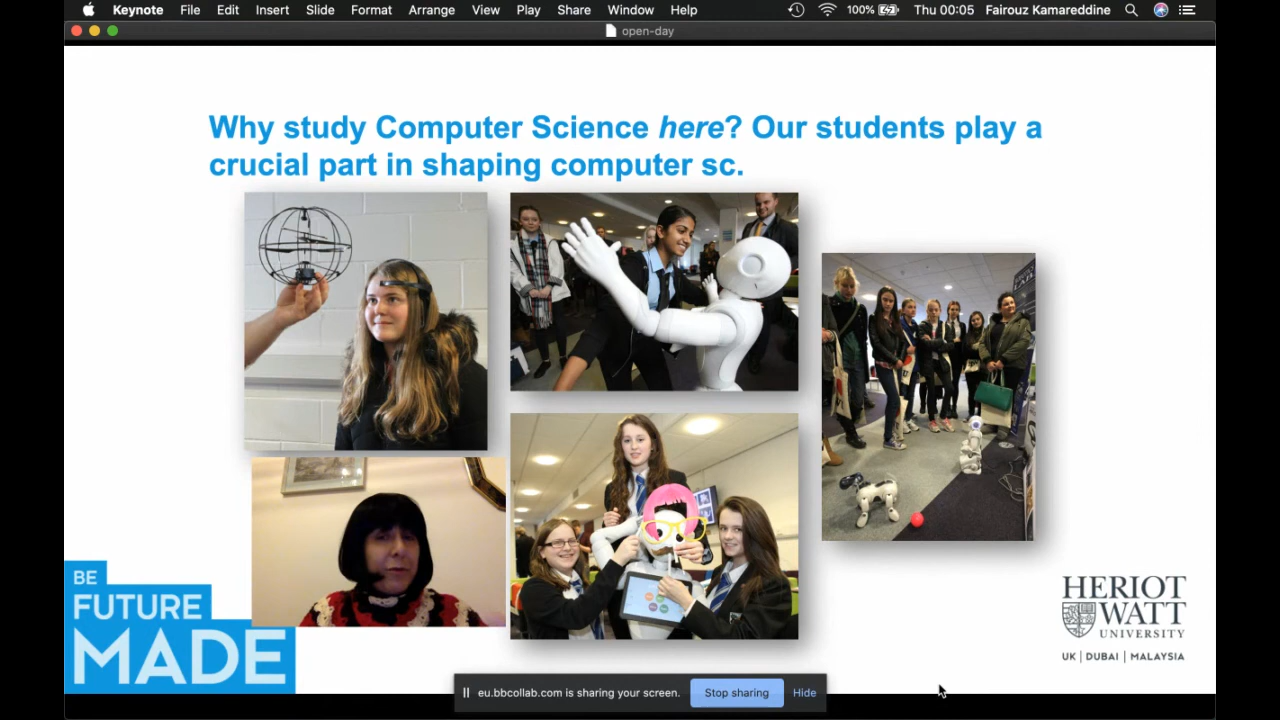 Keynote File Edit Insert Slide Format Arrange View Play Share Window Help 100% Thu 00:05 Fairouz Kamareddine
open-day
Why study Computer Science here? Our students play a
crucial part in shaping computer sc.
BE
FUTURE
MADE
HERIOT
WATT
UNIVERSITY
UK | DUBAI | MALAYSIA
eu.bbcollab.com is sharing your screen. Stop sharing Hide